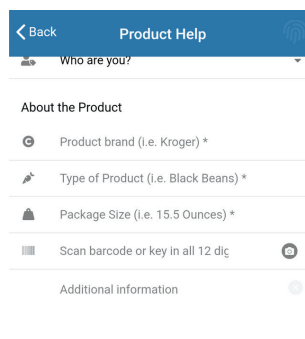 Back
Product Help
Who are you?
About the Product
Product brand (i.e. Kroger) *
Type of Product (i.e. Black Beans) *
Package Size (i.e. 15.5 Ounces) *
Scan barcode or key in all 12 dig
Additional information